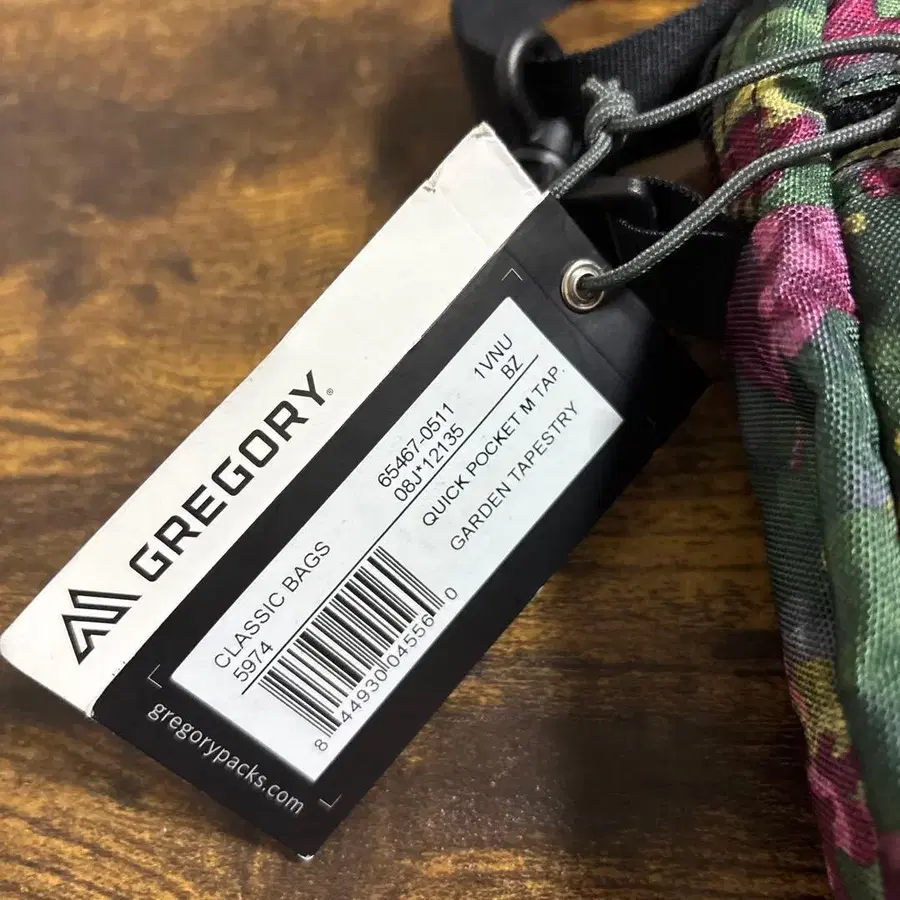 GREGORY®
CLASSIC BAGS
5974
65467-0511 1VNU
08J*12135 BZ
QUICK POCKET M TAP.
GARDEN TAPESTRY
8 44930 04556 0
gregorypacks.com